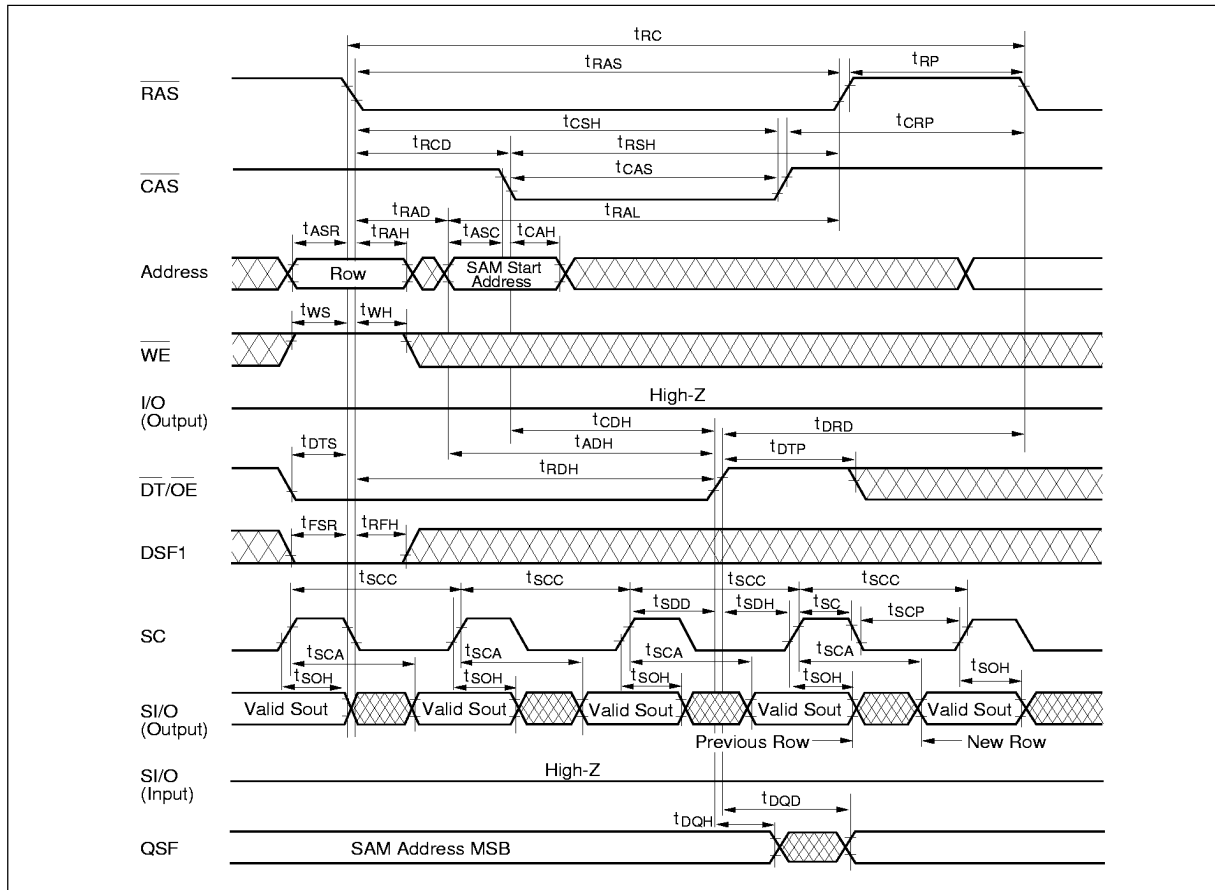 tRC
tRAS
tRP
RAS
tCSH
tCRP
tRCD
tRSH
tCAS
CAS
tRAD
tRAL
tASR
tRAH
tASC
tCAH
Address
Row
SAM Start
Address
tWS
tWH
WE
I/O
(Output)
High-Z
tCDH
tDRD
tDTS
tADH
tDTP
tRDH
DT/OE
tFSR
tRFH
DSF1
tSCC
tSCC
tSCC
tSCC
tSDD
tSDH
tSC
tSCP
SC
tSCA
tSCA
tSCA
tSCA
tSOH
tSOH
tSOH
tSOH
tSOH
SI/O
(Output)
Valid Sout
Valid Sout
Valid Sout
Valid Sout
Valid Sout
Previous Row
New Row
SI/O
(Input)
High-Z
tDQD
tDQH
QSF
SAM Address MSB